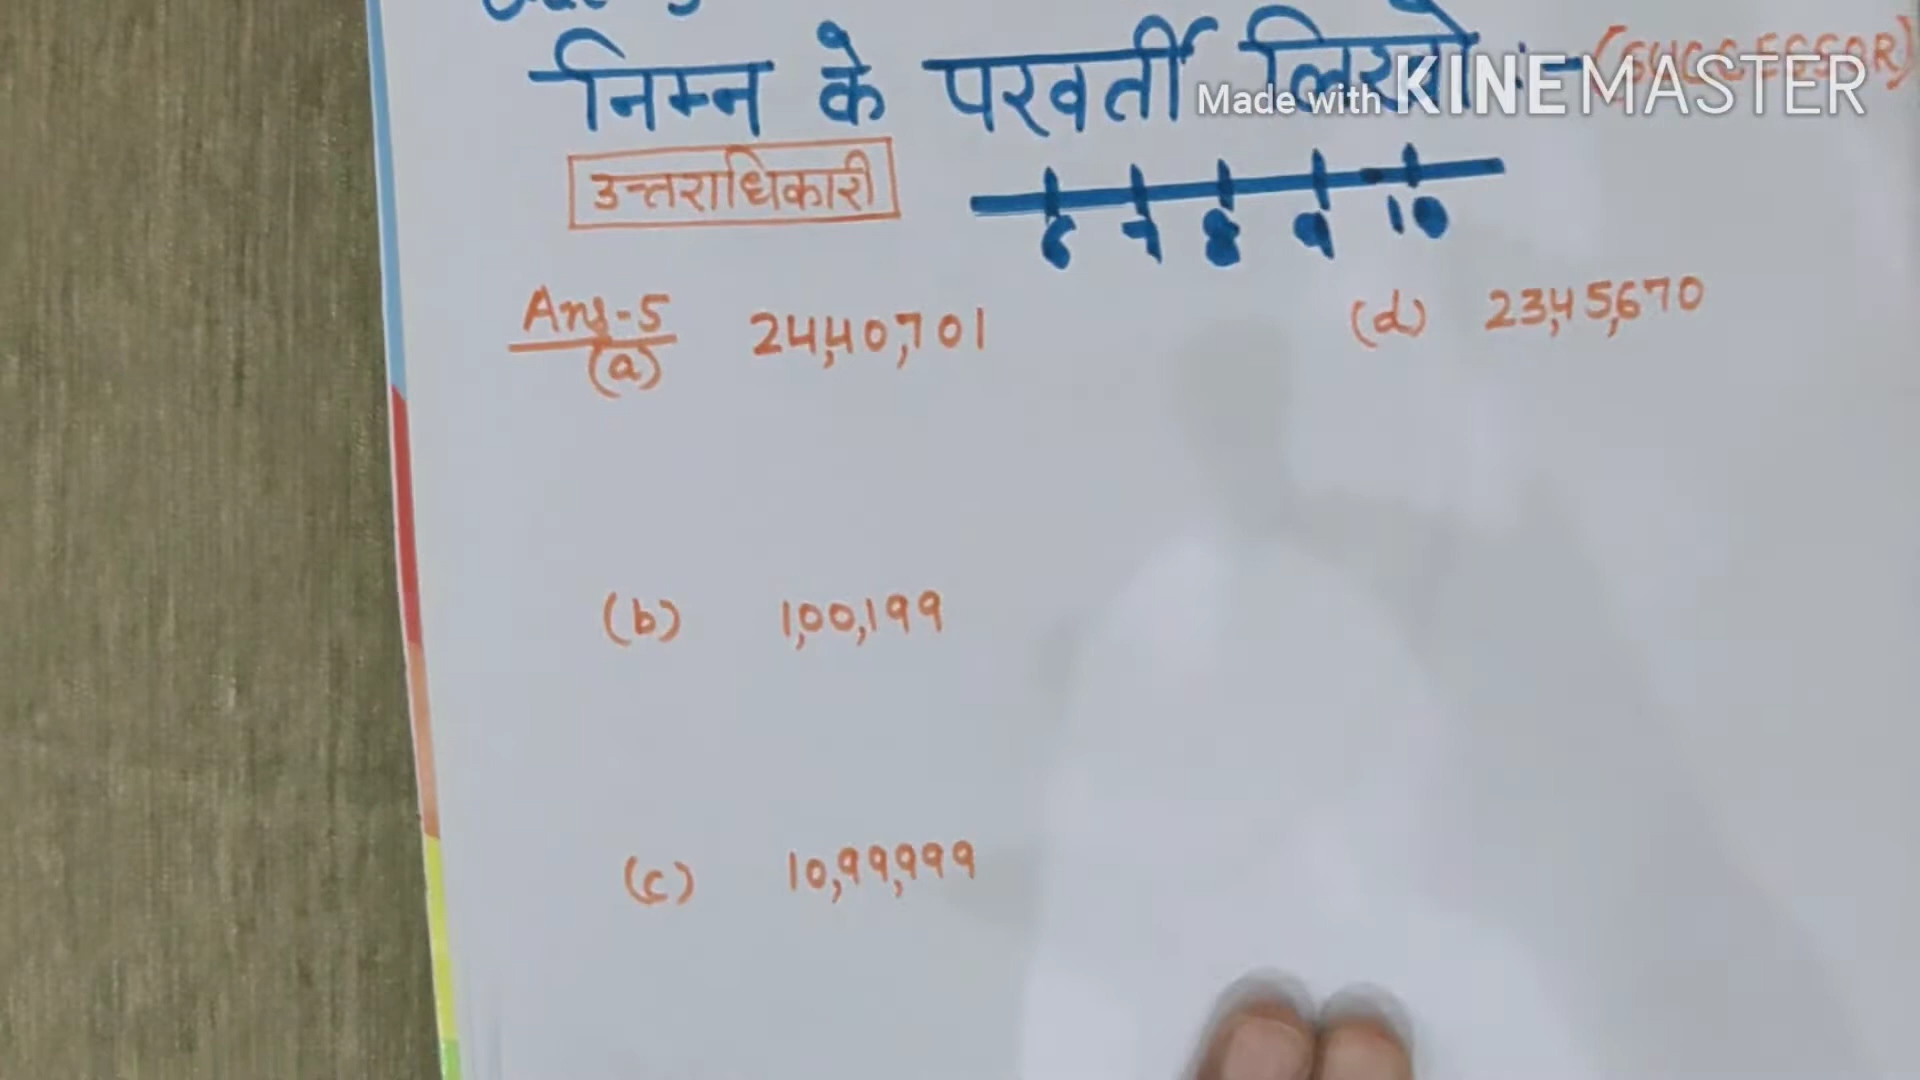 निम्न के परवर्ती लिखो :- (SUCCESSOR)
Made with KINEMASTER
उत्तराधिकारी
6 7 8 9 10
Ans-5
(a) 24,40,701
(d) 23,45,670
(b) 1,00,199
(c) 10,99,999